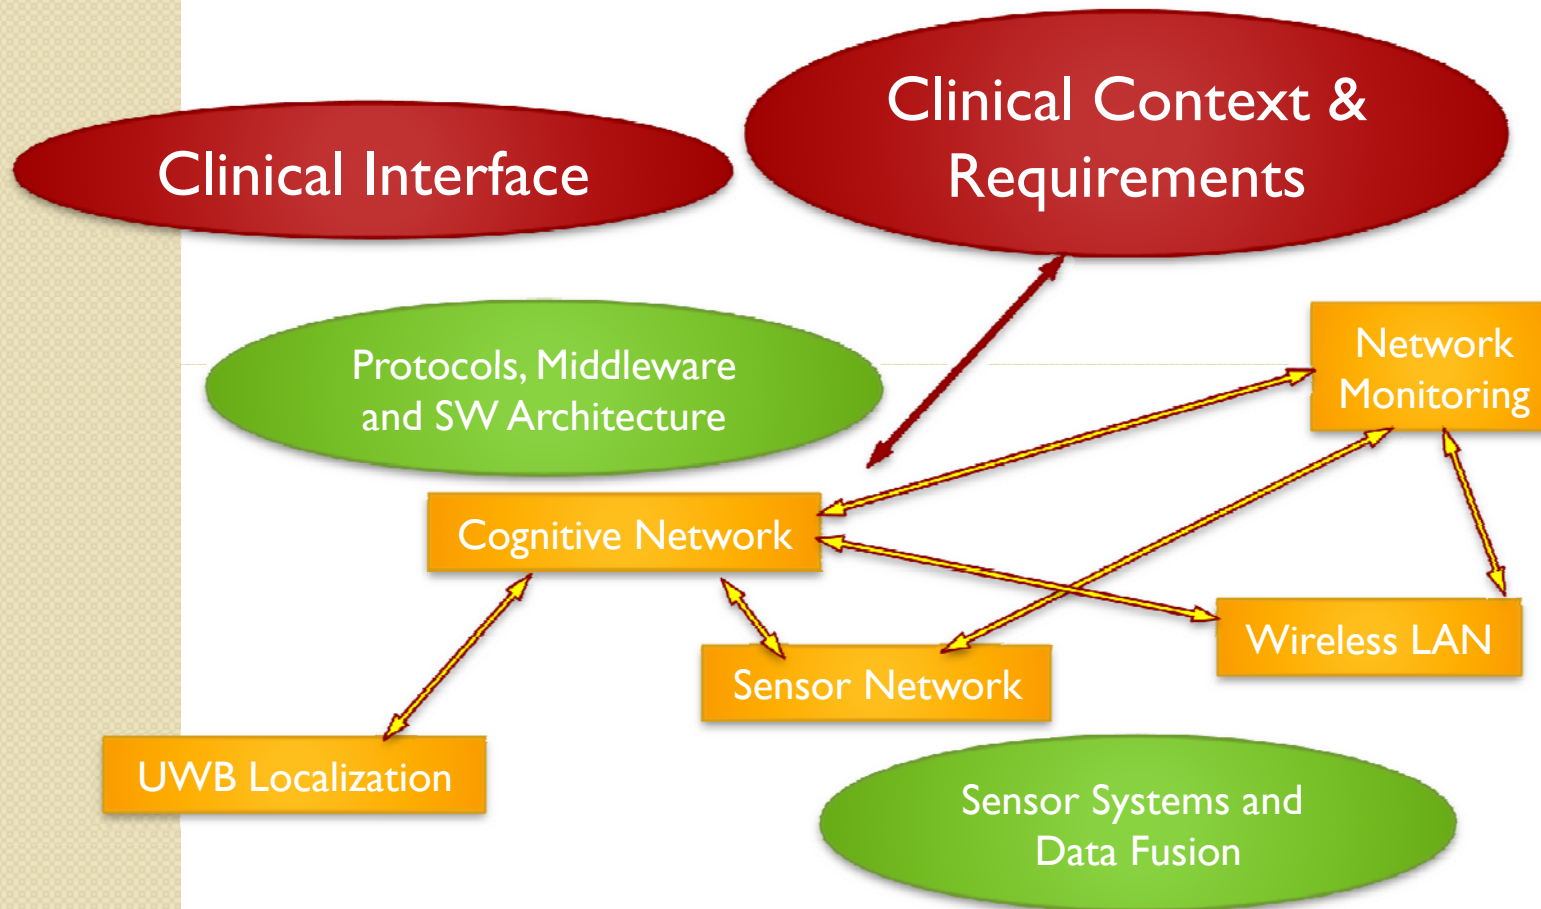 Clinical Context &
Requirements
Clinical Interface
Network
Monitoring
Protocols, Middleware
and SW Architecture
Cognitive Network
Wireless LAN
Sensor Network
UWB Localization
Sensor Systems and
Data Fusion